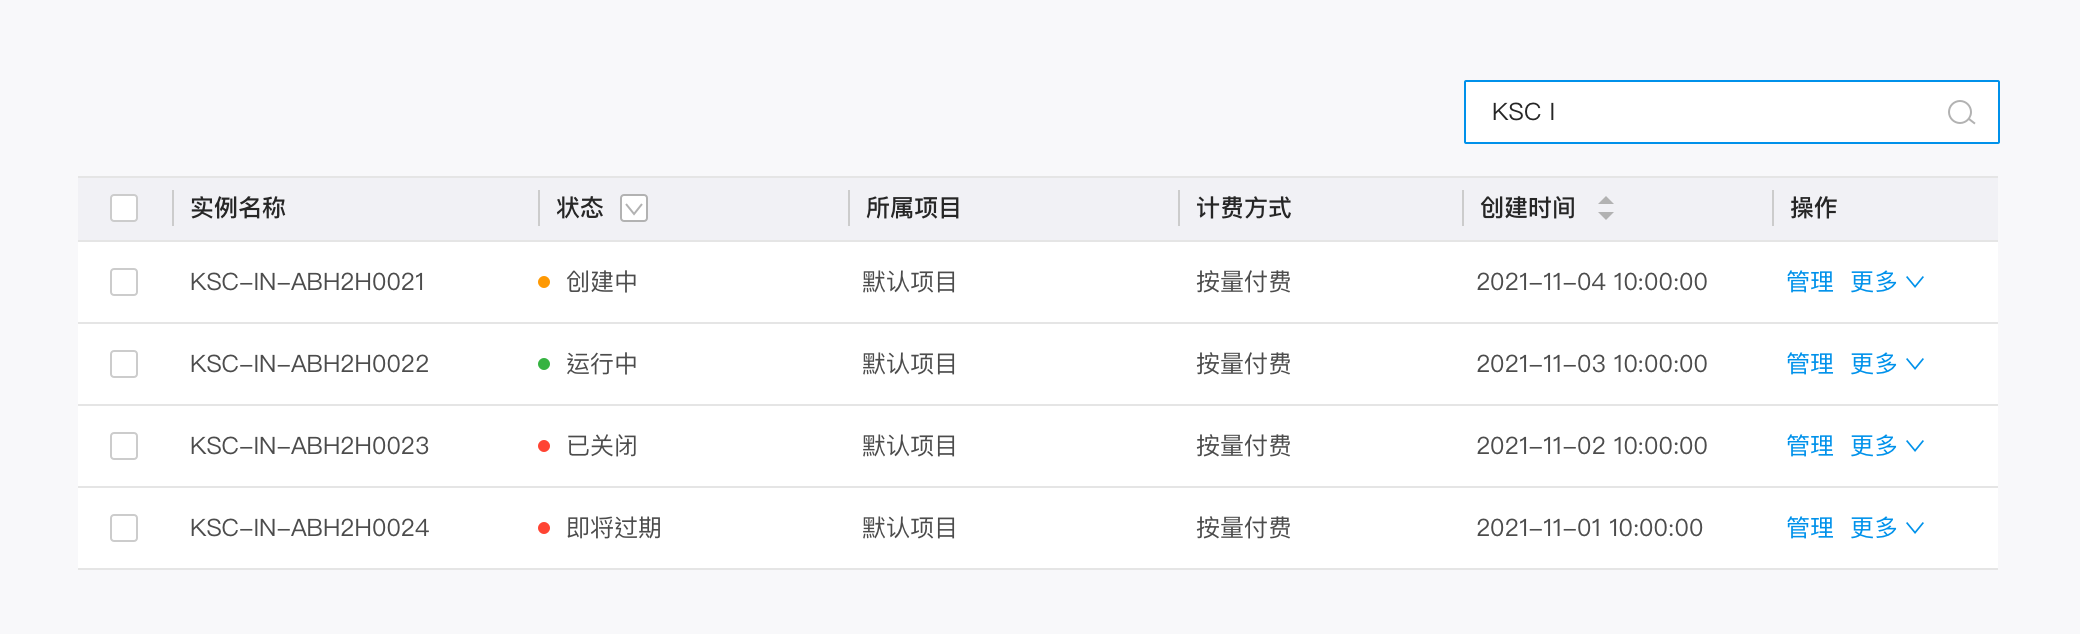 KSC I
实例名称 状态 所属项目 计费方式 创建时间 操作
KSC-IN-ABH2H0021 创建中 默认项目 按量付费 2021-11-04 10:00:00 管理 更多
KSC-IN-ABH2H0022 运行中 默认项目 按量付费 2021-11-03 10:00:00 管理 更多
KSC-IN-ABH2H0023 已关闭 默认项目 按量付费 2021-11-02 10:00:00 管理 更多
KSC-IN-ABH2H0024 即将过期 默认项目 按量付费 2021-11-01 10:00:00 管理 更多